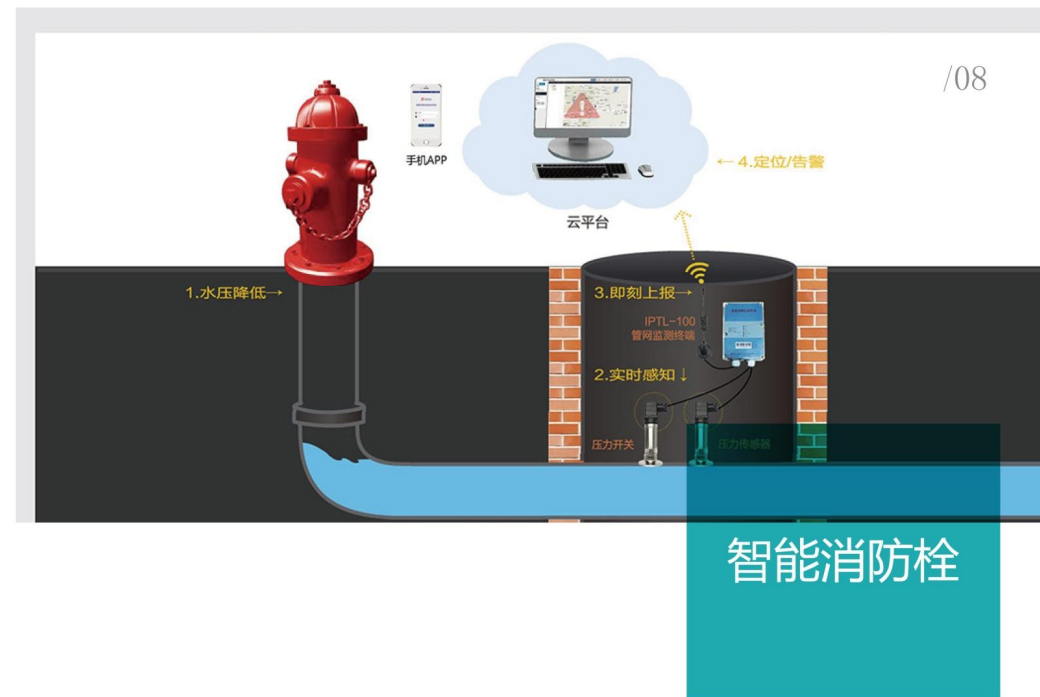 /08
手机APP
←4.定位/告警
云平台
1.水压降低→
3.即刻上报→
IPTL-100
管网监测终端
2.实时感知↓
压力开关
压力传感器
智能消防栓